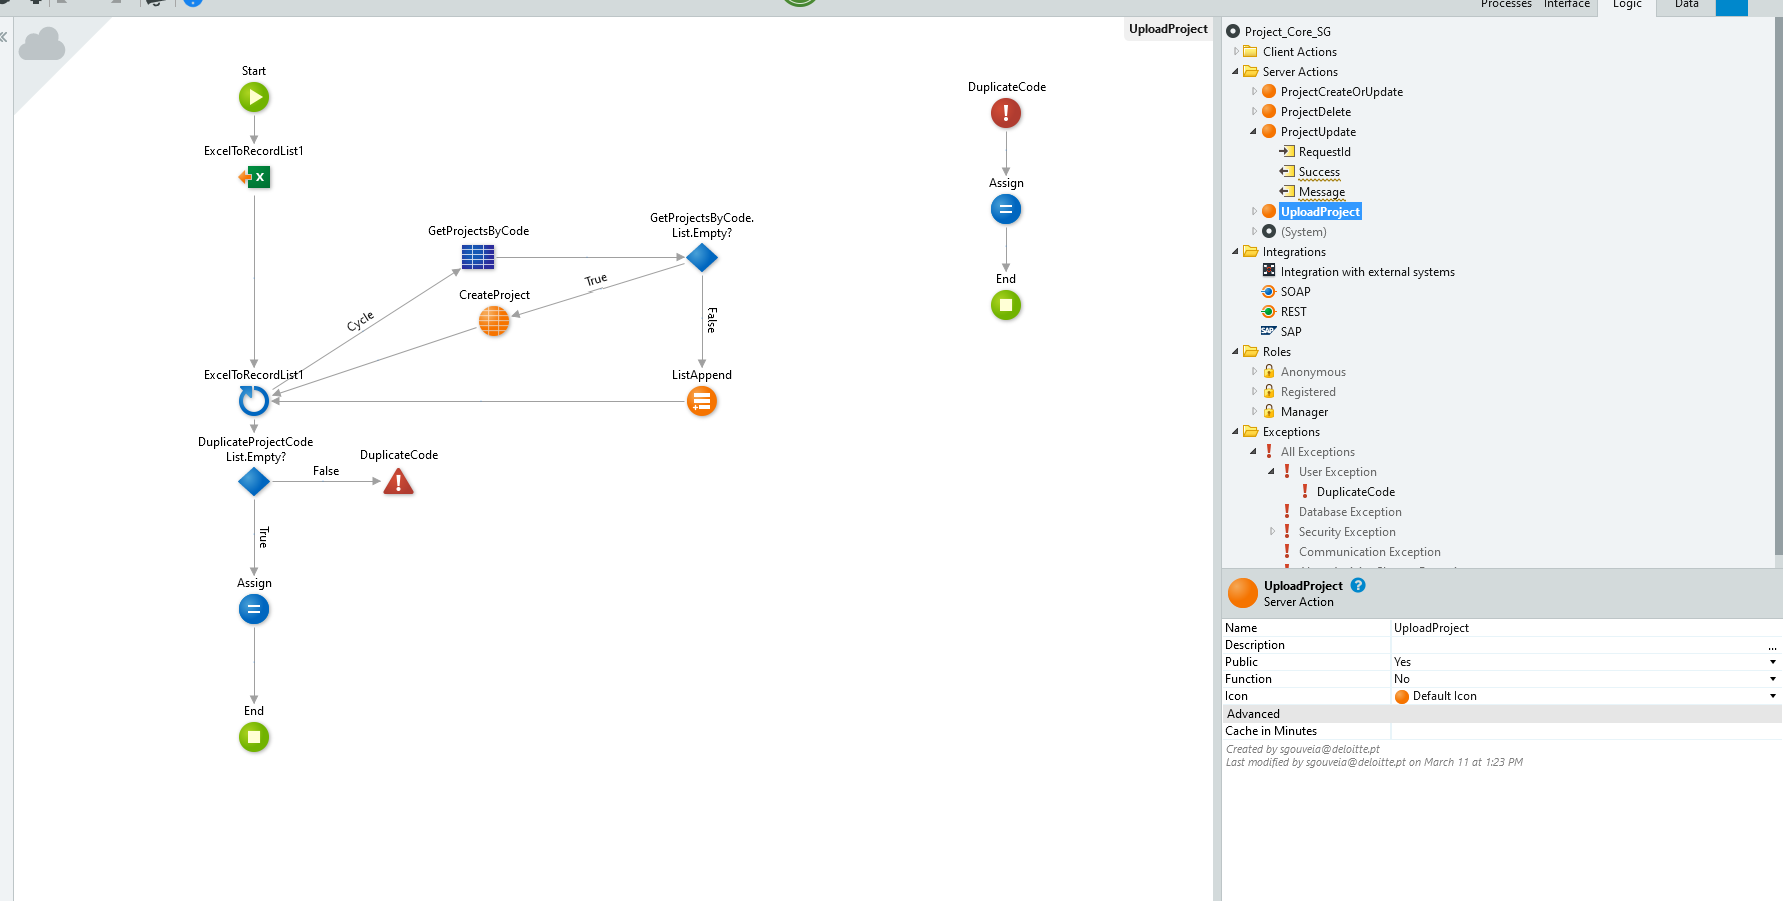 Processes Interface Logic Data
UploadProject
Start
ExcelToRecordList1
GetProjectsByCode
GetProjectsByCode.
List.Empty?
True
CreateProject
Cycle
False
ExcelToRecordList1
ListAppend
DuplicateProjectCode
List.Empty?
False
DuplicateCode
True
Assign
End
DuplicateCode
Assign
End
Project_Core_SG
Client Actions
Server Actions
ProjectCreateOrUpdate
ProjectDelete
ProjectUpdate
RequestId
Success
Message
UploadProject
(System)
Integrations
Integration with external systems
SOAP
REST
SAP SAP
Roles
Anonymous
Registered
Manager
Exceptions
All Exceptions
User Exception
DuplicateCode
Database Exception
Security Exception
Communication Exception
UploadProject ?
Server Action
Name UploadProject
Description ...
Public Yes
Function No
Icon Default Icon
Advanced
Cache in Minutes
Created by sgouveia@deloitte.pt
Last modified by sgouveia@deloitte.pt on March 11 at 1:23 PM